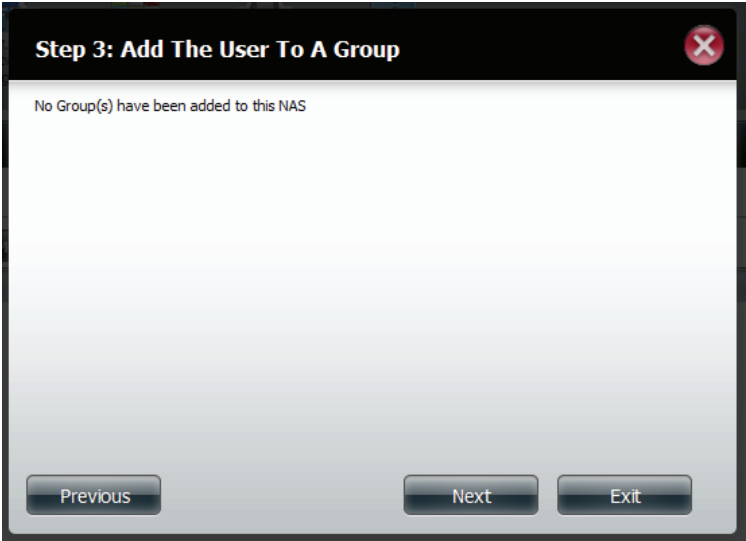 Step 3: Add The User To A Group
No Group(s) have been added to this NAS
Previous
Next
Exit